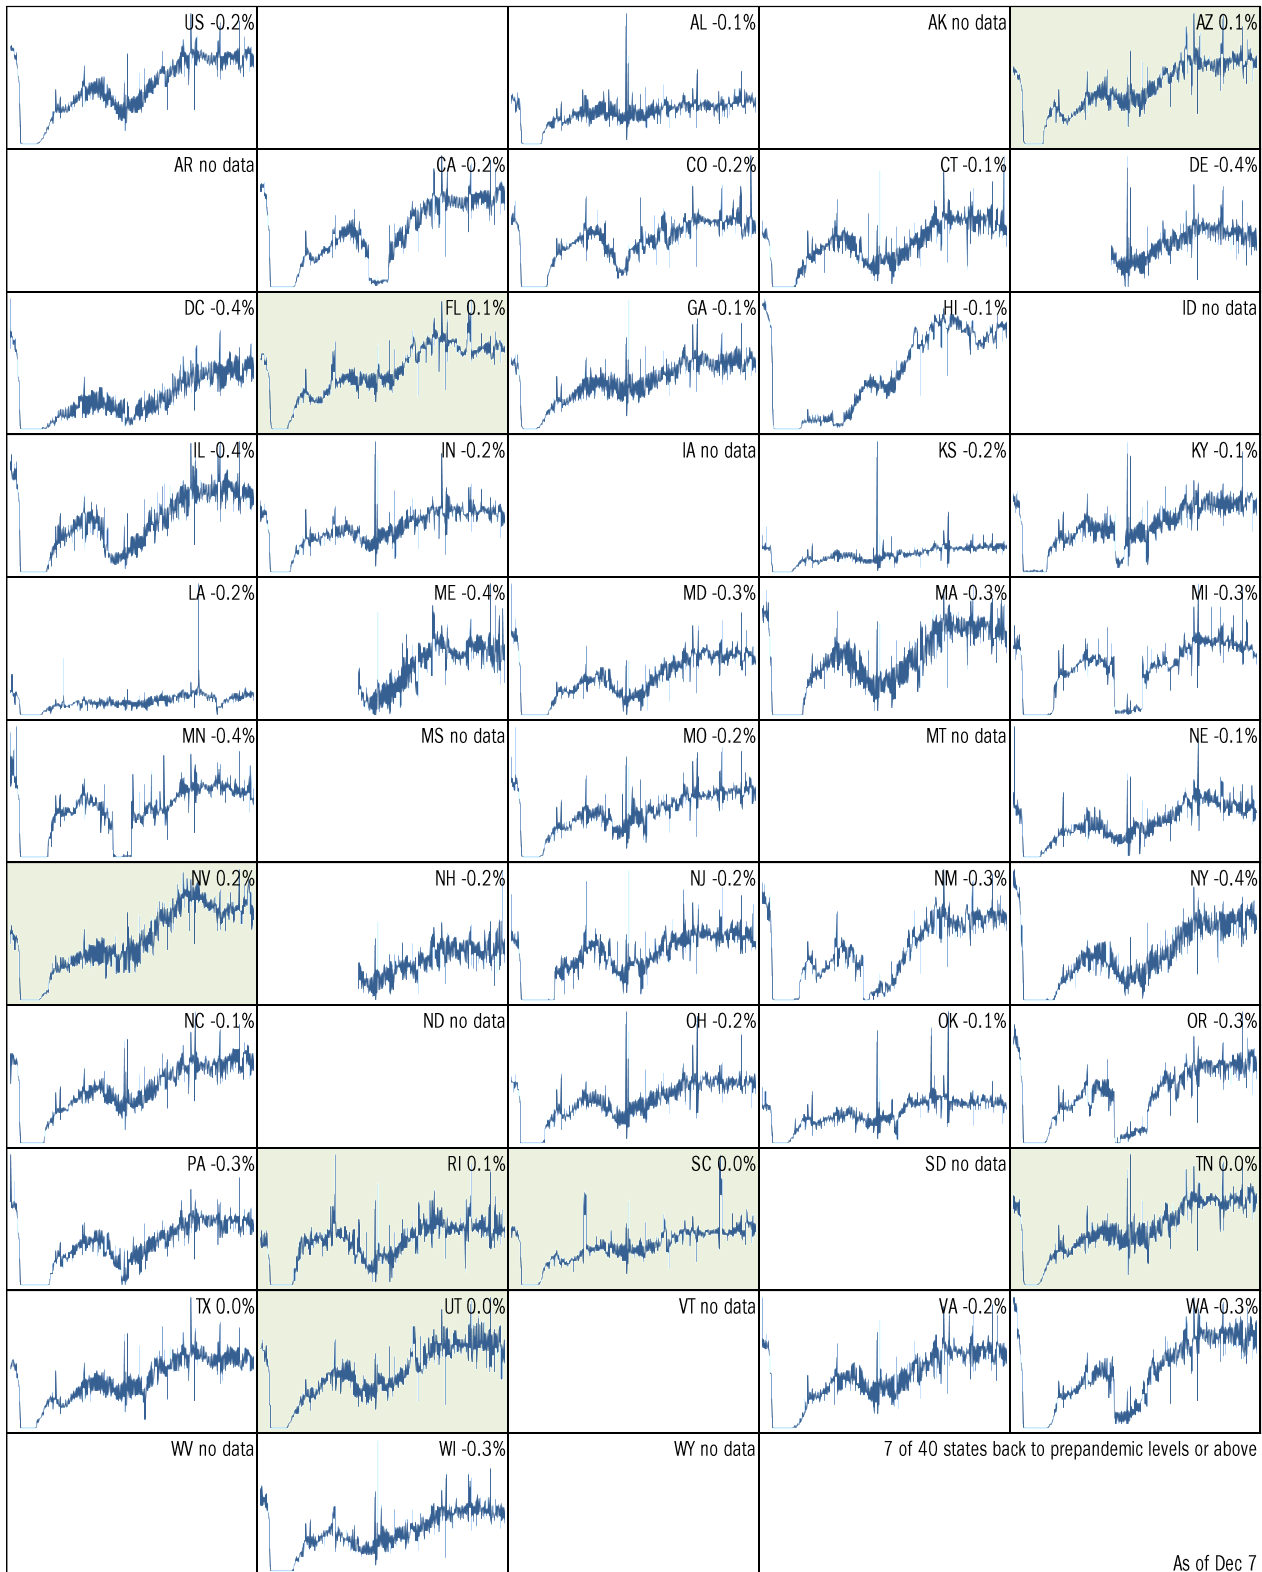 US -0.2%
AL -0.1%
AK no data
AZ 0.1%
AR no data
CA -0.2%
CO -0.2%
CT -0.1%
DE -0.4%
DC -0.4%
FL 0.1%
GA -0.1%
HI -0.1%
ID no data
IL -0.4%
IN -0.2%
IA no data
KS -0.2%
KY -0.1%
LA -0.2%
ME -0.4%
MD -0.3%
MA -0.3%
MI -0.3%
MN -0.4%
MS no data
MO -0.2%
MT no data
NE -0.1%
NV 0.2%
NH -0.2%
NJ -0.2%
NM -0.3%
NY -0.4%
NC -0.1%
ND no data
OH -0.2%
OK -0.1%
OR -0.3%
PA -0.3%
RI 0.1%
SC 0.0%
SD no data
TN 0.0%
TX 0.0%
UT 0.0%
VT no data
VA -0.2%
WA -0.3%
WV no data
WI -0.3%
WY no data
7 of 40 states back to prepandemic levels or above
As of Dec 7